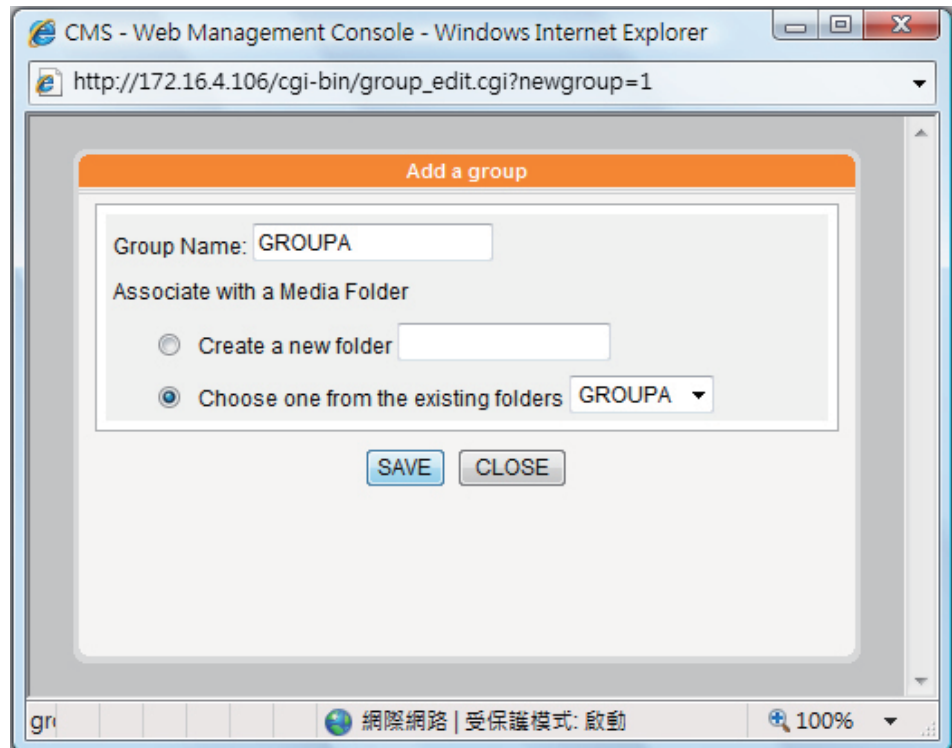 CMS - Web Management Console - Windows Internet Explorer
http://172.16.4.106/cgi-bin/group_edit.cgi?newgroup=1
Add a group
Group Name: GROUPA
Associate with a Media Folder
Create a new folder
Choose one from the existing folders GROUPA
SAVE CLOSE
網際網路 | 受保護模式: 啟動 100%